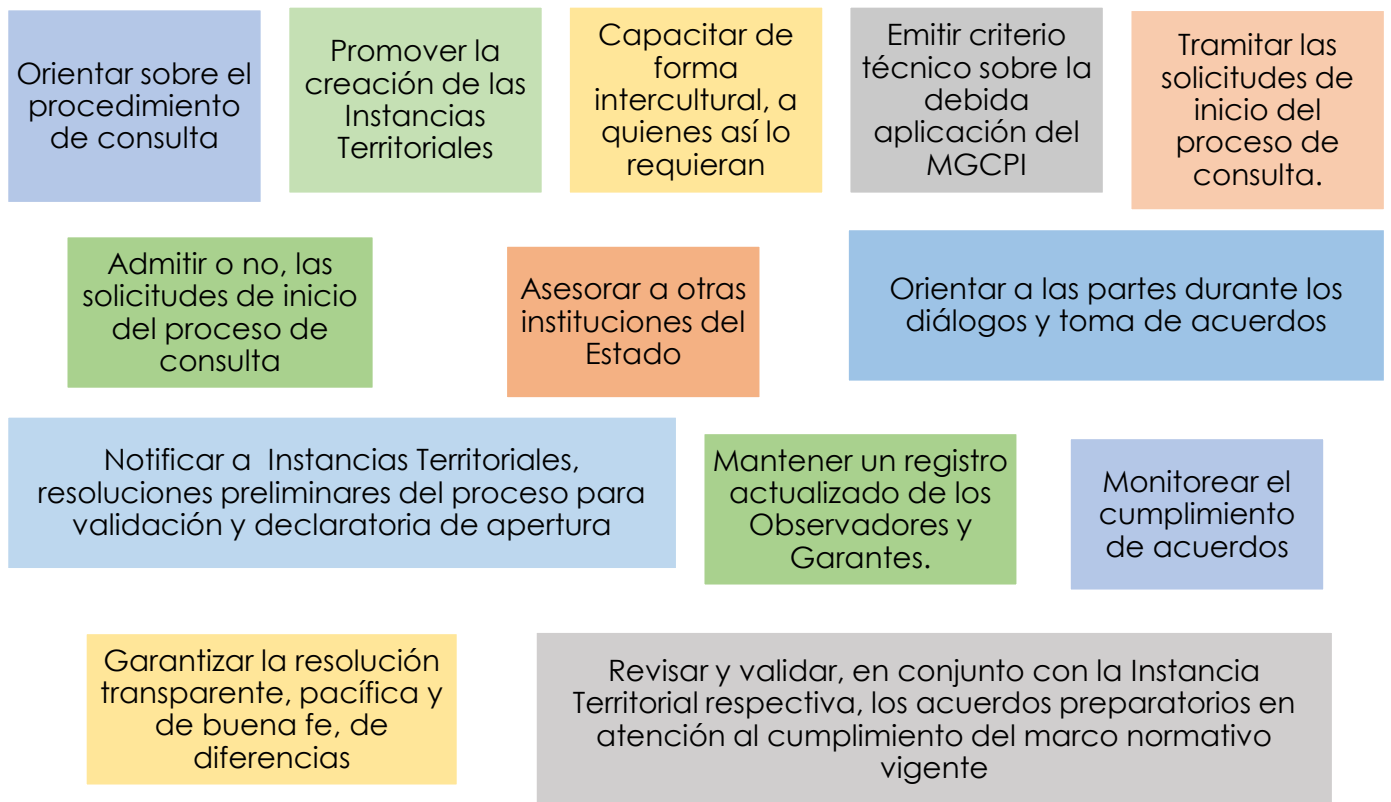 Orientar sobre el
procedimiento
de consulta
Promover la
creación de las
Instancias
Territoriales
Capacitar de
forma
intercultural, a
quienes así lo
requieran
Emitir criterio
técnico sobre la
debida
aplicación del
MGCPI
Tramitar las
solicitudes de
inicio del
proceso de
consulta.
Admitir o no, las
solicitudes de inicio
del proceso de
consulta
Asesorar a otras
instituciones del
Estado
Orientar a las partes durante los
diálogos y toma de acuerdos
Notificar a Instancias Territoriales,
resoluciones preliminares del proceso para
validación y declaratoria de apertura
Mantener un registro
actualizado de los
Observadores y
Garantes.
Monitorear el
cumplimiento
de acuerdos
Garantizar la resolución
transparente, pacífica y
de buena fe, de
diferencias
Revisar y validar, en conjunto con la Instancia
Territorial respectiva, los acuerdos preparatorios en
atención al cumplimiento del marco normativo
vigente